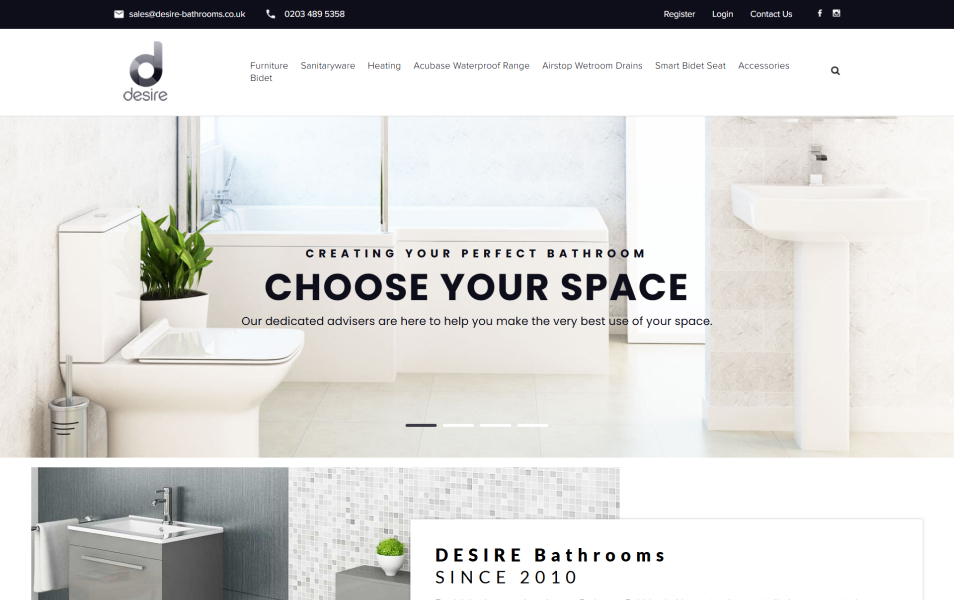 sales@desire-bathrooms.co.uk 0203 489 5358 Register Login Contact Us
desire
Furniture Sanitaryware Heating Acubase Waterproof Range Airstop Wetroom Drains Smart Bidet Seat Accessories
Bidet
CREATING YOUR PERFECT BATHROOM
CHOOSE YOUR SPACE
Our dedicated advisers are here to help you make the very best use of your space.
DESIRE Bathrooms
SINCE 2010